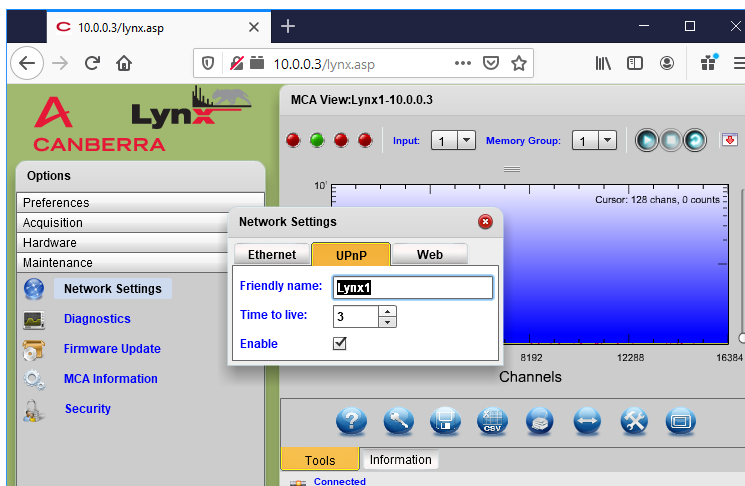 10.0.0.3/lynx.asp
10.0.0.3/lynx.asp
Lynx
CANBERRA
MCA View:Lynx1-10.0.0.3
Input: 1 Memory Group: 1
Options
Preferences
Acquisition
Hardware
Maintenance
Network Settings
Diagnostics
Firmware Update
MCA Information
Security
10¹
Cursor: 128 chans, 0 counts
Network Settings
Ethernet UPnP Web
Friendly name: Lynx1
Time to live: 3
Enable
8192 12288 16384
Channels
CSV
Tools Information
Connected